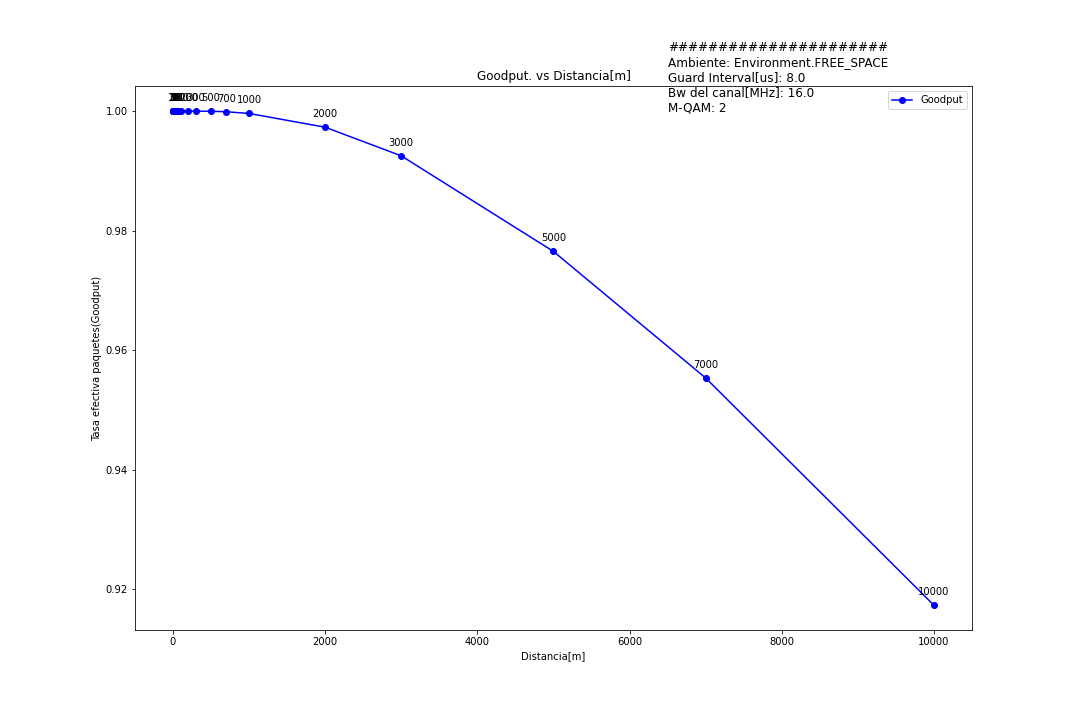 ######################
Ambiente: Environment.FREE_SPACE
Guard Interval[us]: 8.0
Bw del canal[MHz]: 16.0
M-QAM: 2
Goodput. vs Distancia[m]
Goodput
500
700
1000
2000
3000
5000
7000
10000
1.00
0.98
0.96
0.94
0.92
Tasa efectiva paquetes(Goodput)
0
2000
4000
6000
8000
10000
Distancia[m]